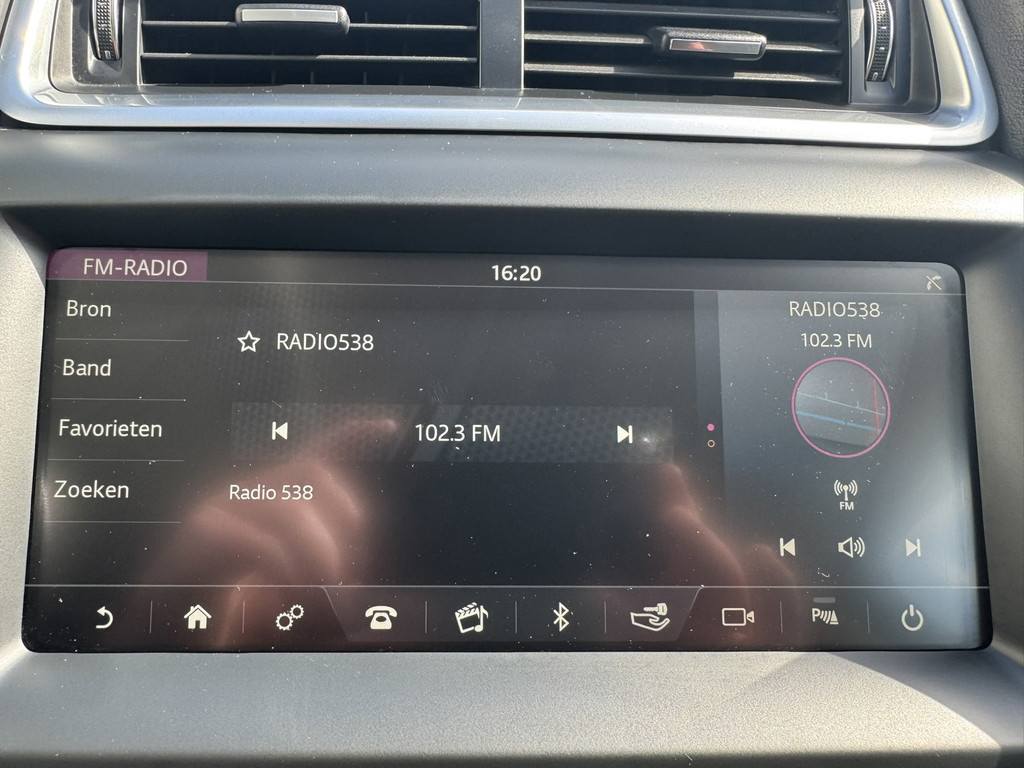 FM-RADIO
16:20
Bron
Band
Favorieten
Zoeken
RADIO538
102.3 FM
Radio 538
RADIO538
102.3 FM
FM
P